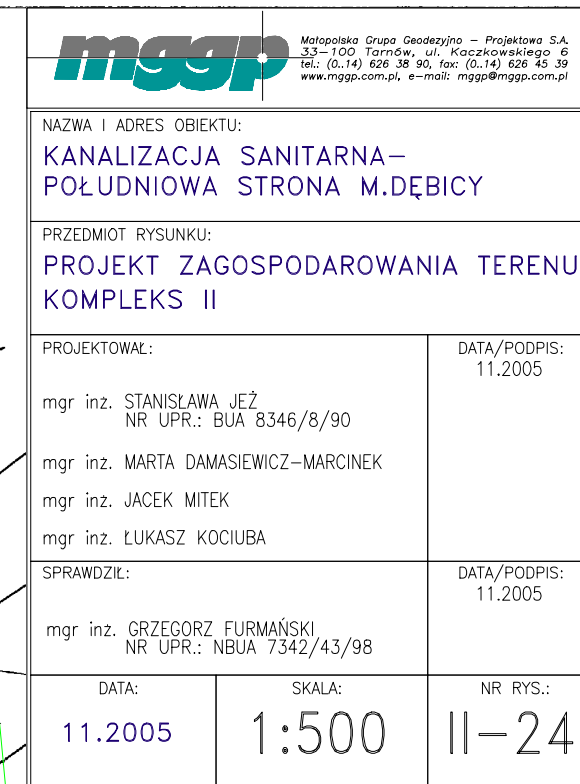 mggp
Małopolska Grupa Geodezyjno – Projektowa S.A.
33–100 Tarnów, ul. Kaczkowskiego 6
tel.: (0..14) 626 38 90, fax: (0..14) 626 45 39
www.mggp.com.pl, e–mail: mggp@mggp.com.pl
NAZWA I ADRES OBIEKTU:
KANALIZACJA SANITARNA–
POŁUDNIOWA STRONA M.DĘBICY
PRZEDMIOT RYSUNKU:
PROJEKT ZAGOSPODAROWANIA TERENU
KOMPLEKS II
PROJEKTOWAŁ:
DATA/PODPIS:
11.2005
mgr inż. STANISŁAWA JEŻ
NR UPR.: BUA 8346/8/90
mgr inż. MARTA DAMASIEWICZ–MARCINEK
mgr inż. JACEK MITEK
mgr inż. ŁUKASZ KOCIUBA
SPRAWDZIŁ:
DATA/PODPIS:
11.2005
mgr inż. GRZEGORZ FURMAŃSKI
NR UPR.: NBUA 7342/43/98
DATA:
11.2005
SKALA:
1:500
NR RYS.:
II–24